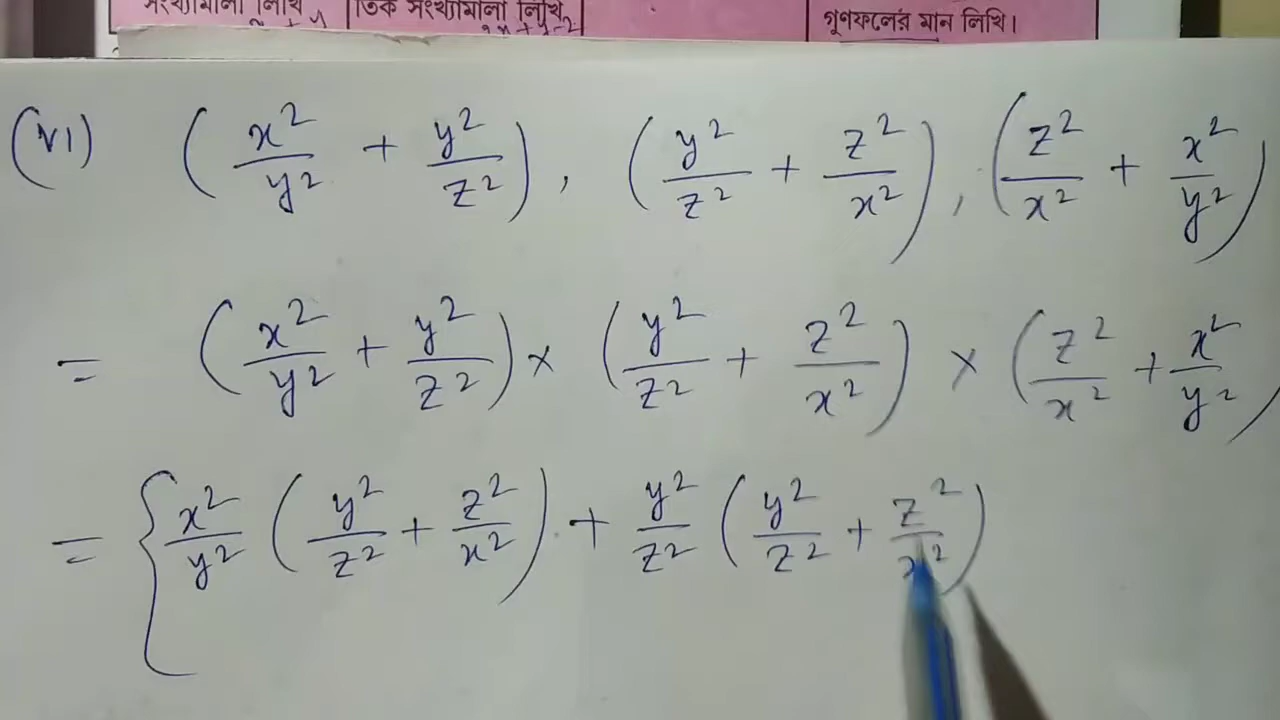 সংখ্যামালা লিখি তিক সংখ্যামালা লিখি
গুণফলের মান লিখি।
(vi) (x²/y² + y²/z²), (y²/z² + z²/x²), (z²/x² + x²/y²)
= (x²/y² + y²/z²) × (y²/z² + z²/x²) × (z²/x² + x²/y²)
= { x²/y² (y²/z² + z²/x²) + y²/z² (y²/z² + z²/x²)